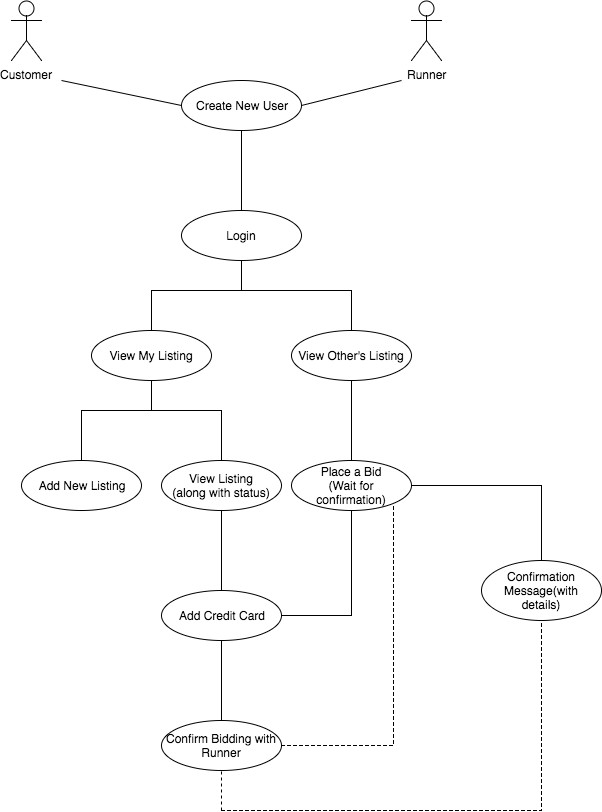 Customer
Runner
Create New User
Login
View My Listing
View Other's Listing
Add New Listing
View Listing
(along with status)
Place a Bid
(Wait for
confirmation)
Confirmation
Message(with
details)
Add Credit Card
Confirm Bidding with
Runner